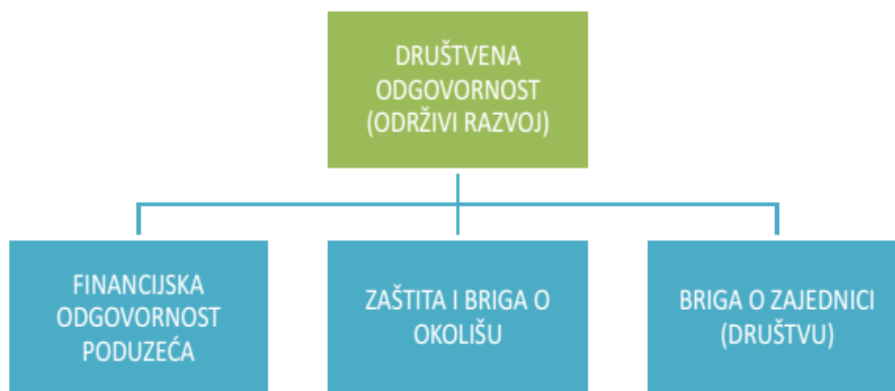 DRUŠTVENA
ODGOVORNOST
(ODRŽIVI RAZVOJ)
FINANCIJSKA
ODGOVORNOST
PODUZEĆA
ZAŠTITA I BRIGA O
OKOLIŠU
BRIGA O ZAJEDNICI
(DRUŠTVU)